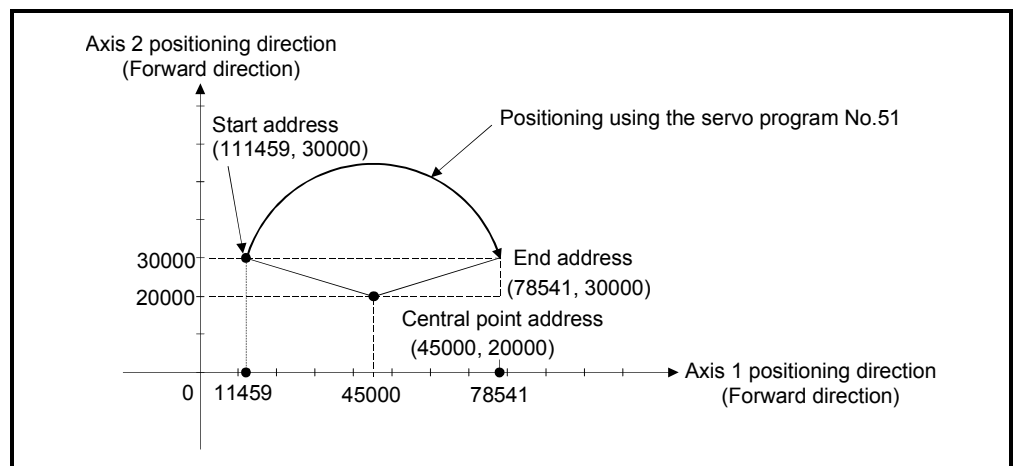 Axis 2 positioning direction
(Forward direction)
Start address
(111459, 30000)
Positioning using the servo program No.51
30000
End address
(78541, 30000)
20000
Central point address
(45000, 20000)
0
11459
45000
78541
Axis 1 positioning direction
(Forward direction)